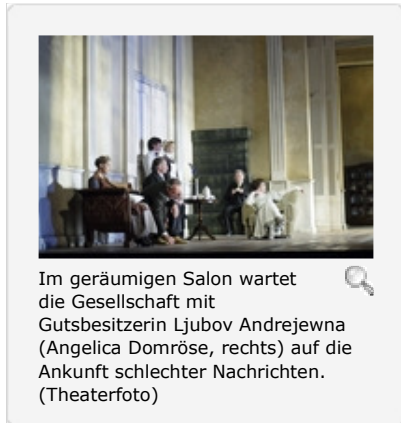 Im geräumigen Salon wartet
die Gesellschaft mit
Gutsbesitzerin Ljubov Andrejewna
(Angelica Domröse, rechts) auf die
Ankunft schlechter Nachrichten.
(Theaterfoto)